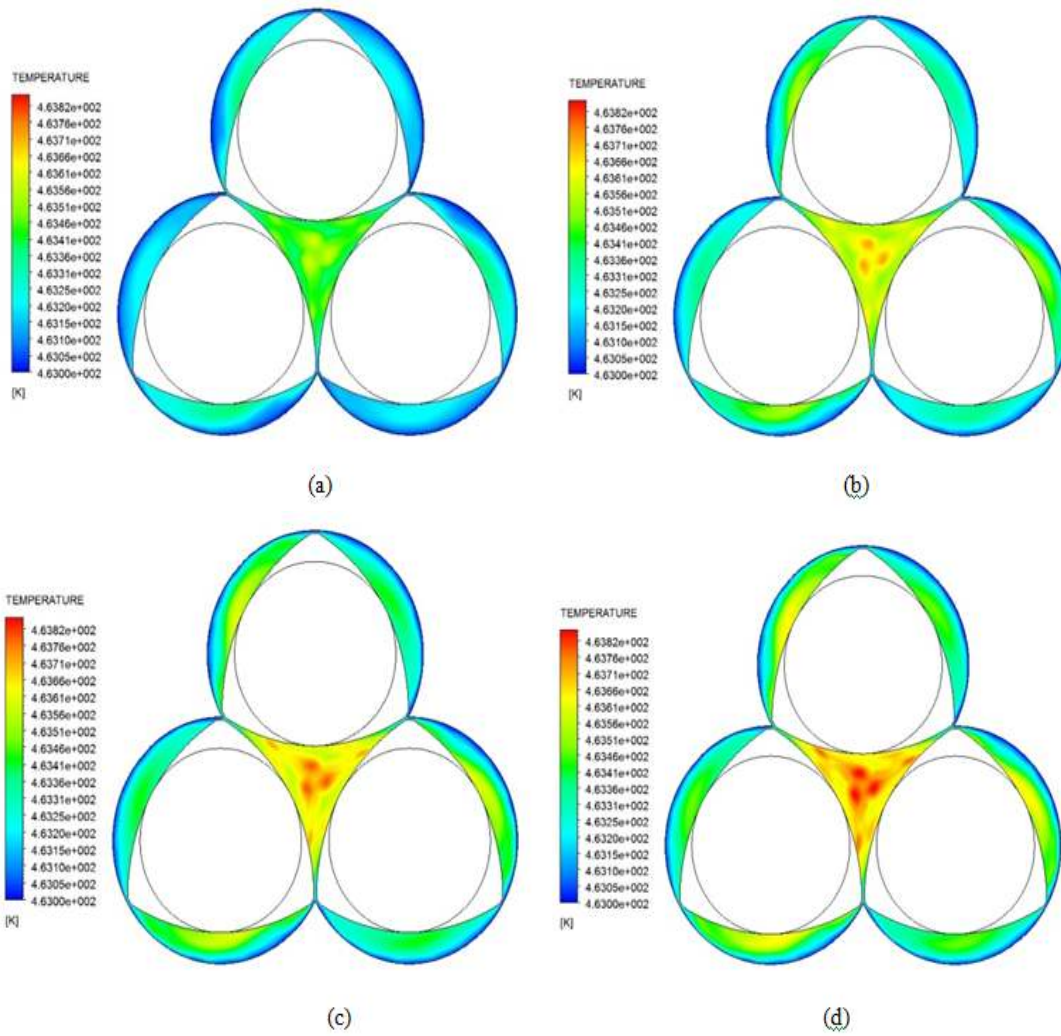 TEMPERATURE
4.6382e+002
4.6376e+002
4.6371e+002
4.6366e+002
4.6361e+002
4.6356e+002
4.6351e+002
4.6346e+002
4.6341e+002
4.6336e+002
4.6331e+002
4.6325e+002
4.6320e+002
4.6315e+002
4.6310e+002
4.6305e+002
4.6300e+002
[K]
(a)
TEMPERATURE
4.6382e+002
4.6376e+002
4.6371e+002
4.6366e+002
4.6361e+002
4.6356e+002
4.6351e+002
4.6346e+002
4.6341e+002
4.6336e+002
4.6331e+002
4.6325e+002
4.6320e+002
4.6315e+002
4.6310e+002
4.6305e+002
4.6300e+002
[K]
(b)
TEMPERATURE
4.6382e+002
4.6376e+002
4.6371e+002
4.6366e+002
4.6361e+002
4.6356e+002
4.6351e+002
4.6346e+002
4.6341e+002
4.6336e+002
4.6331e+002
4.6325e+002
4.6320e+002
4.6315e+002
4.6310e+002
4.6305e+002
4.6300e+002
[K]
(c)
TEMPERATURE
4.6382e+002
4.6376e+002
4.6371e+002
4.6366e+002
4.6361e+002
4.6356e+002
4.6351e+002
4.6346e+002
4.6341e+002
4.6336e+002
4.6331e+002
4.6325e+002
4.6320e+002
4.6315e+002
4.6310e+002
4.6305e+002
4.6300e+002
[K]
(d)